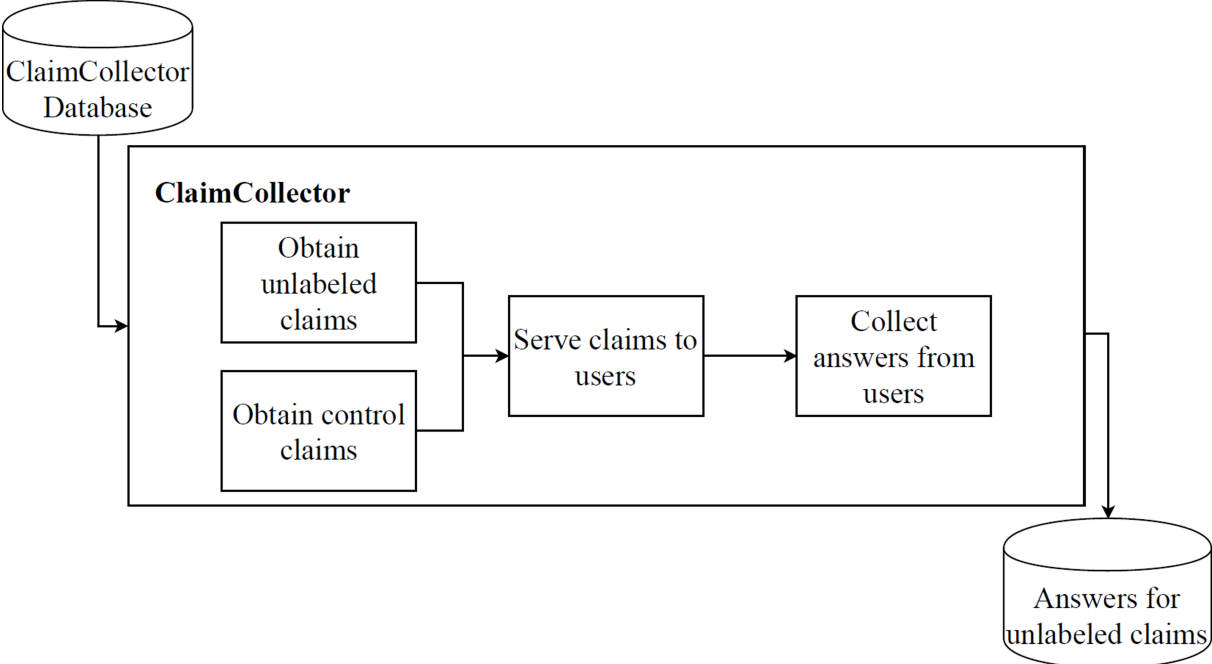 ClaimCollector
Database
ClaimCollector
Obtain
unlabeled
claims
Obtain control
claims
Serve claims to
users
Collect
answers from
users
Answers for
unlabeled claims